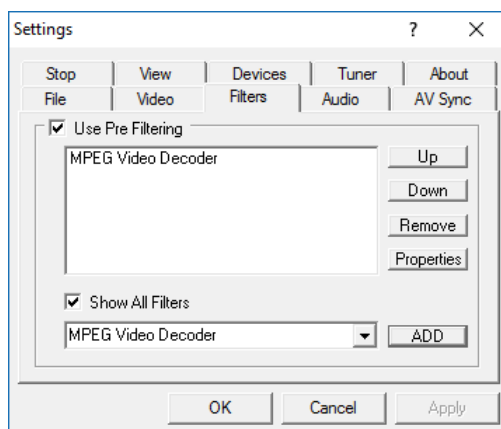 Settings
?
Stop View Devices Tuner About
File Video Filters Audio AV Sync
Use Pre Filtering
MPEG Video Decoder
Up
Down
Remove
Properties
Show All Filters
MPEG Video Decoder ADD
OK Cancel Apply